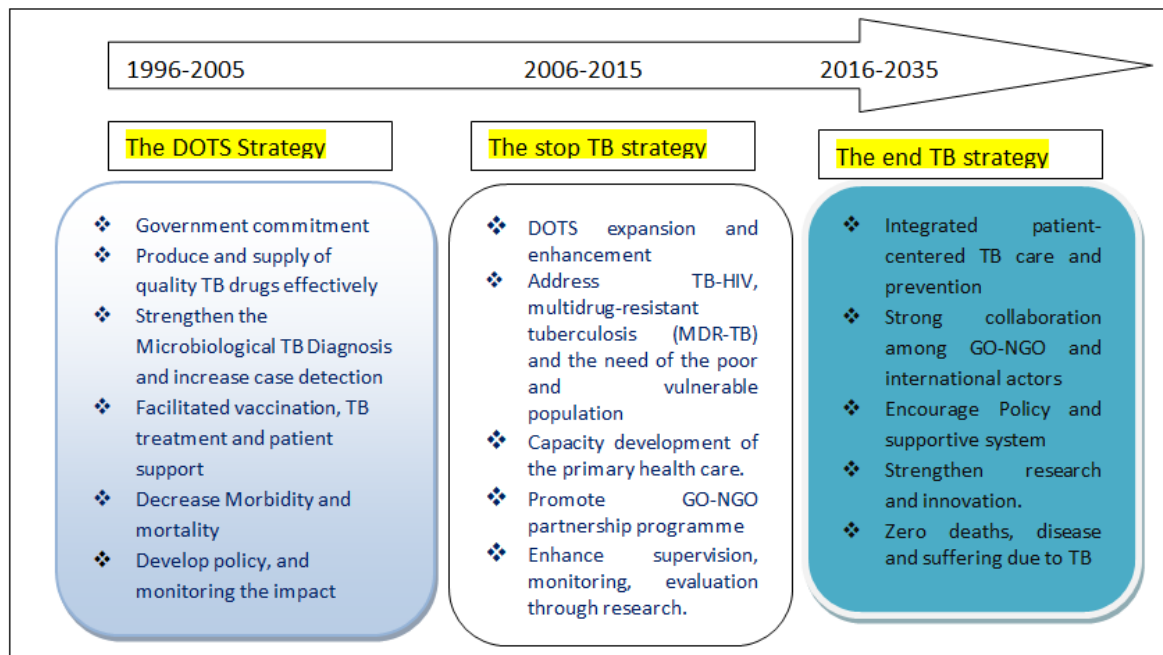 1996-2005
2006-2015
2016-2035
The DOTS Strategy
The stop TB strategy
The end TB strategy
❖ Government commitment
❖ Produce and supply of
quality TB drugs effectively
❖ Strengthen the
Microbiological TB Diagnosis
and increase case detection
❖ Facilitated vaccination, TB
treatment and patient
support
❖ Decrease Morbidity and
mortality
❖ Develop policy, and
monitoring the impact
❖ DOTS expansion and
enhancement
❖ Address TB-HIV,
multidrug-resistant
tuberculosis (MDR-TB)
and the need of the poor
and vulnerable
population
❖ Capacity development of
the primary health care.
❖ Promote GO-NGO
partnership programme
❖ Enhance supervision,
monitoring, evaluation
through research.
❖ Integrated patient-
centered TB care and
prevention
❖ Strong collaboration
among GO-NGO and
international actors
❖ Encourage Policy and
supportive system
❖ Strengthen research
and innovation.
❖ Zero deaths, disease
and suffering due to TB